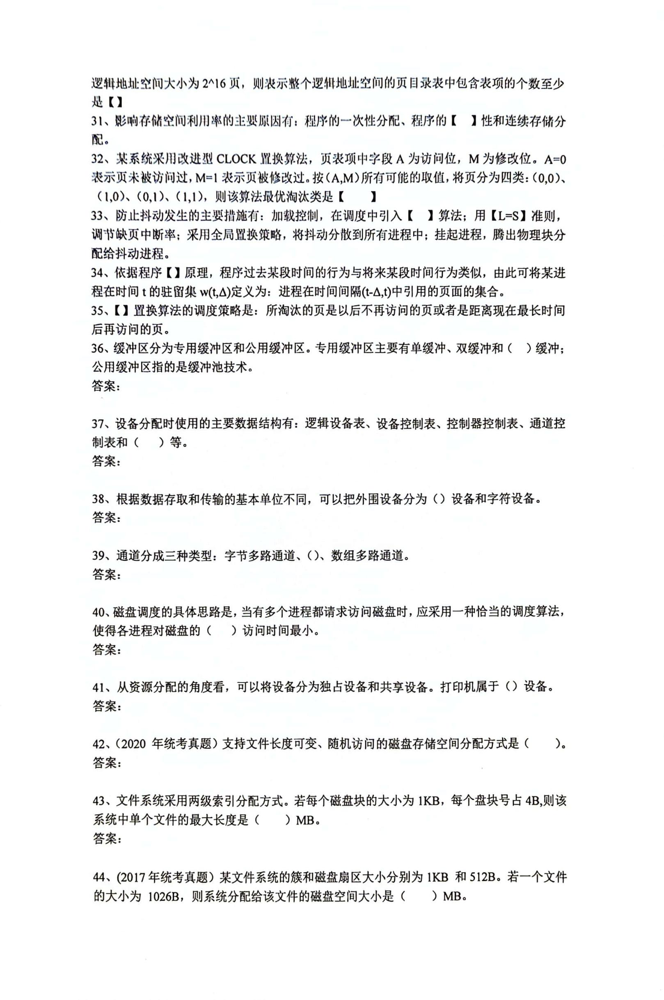 逻辑地址空间大小为 2^16 页，则表示整个逻辑地址空间的页目录表中包含表项的个数至少
是【】
31、影响存储空间利用率的主要原因有：程序的一次性分配、程序的【　】性和连续存储分
配。
32、某系统采用改进型 CLOCK 置换算法，页表项中字段 A 为访问位，M 为修改位。A=0
表示页未被访问过，M=1 表示页被修改过。按（A,M）所有可能的取值，将页分为四类：（0,0）、
（1,0）、（0,1）、（1,1），则该算法最优淘汰类是【　　】
33、防止抖动发生的主要措施有：加载控制，在调度中引入【　】算法；用【L=S】准则，
调节缺页中断率；采用全局置换策略，将抖动分散到所有进程中；挂起进程，腾出物理块分
配给抖动进程。
34、依据程序【】原理，程序过去某段时间的行为与将来某段时间行为类似，由此可将某进
程在时间 t 的驻留集 w(t,Δ)定义为：进程在时间间隔(t-Δ,t)中引用的页面的集合。
35、【】置换算法的调度策略是：所淘汰的页是以后不再访问的页或者是距离现在最长时间
后再访问的页。
36、缓冲区分为专用缓冲区和公用缓冲区。专用缓冲区主要有单缓冲、双缓冲和（　）缓冲；
公用缓冲区指的是缓冲池技术。
答案：
37、设备分配时使用的主要数据结构有：逻辑设备表、设备控制表、控制器控制表、通道控
制表和（　　）等。
答案：
38、根据数据存取和传输的基本单位不同，可以把外围设备分为（）设备和字符设备。
答案：
39、通道分成三种类型：字节多路通道、（）、数组多路通道。
答案：
40、磁盘调度的具体思路是，当有多个进程都请求访问磁盘时，应采用一种恰当的调度算法，
使得各进程对磁盘的（　　）访问时间最小。
答案：
41、从资源分配的角度看，可以将设备分为独占设备和共享设备。打印机属于（）设备。
答案：
42、（2020 年统考真题）支持文件长度可变、随机访问的磁盘存储空间分配方式是（　　）。
答案：
43、文件系统采用两级索引分配方式。若每个磁盘块的大小为 1KB，每个盘块号占 4B,则该
系统中单个文件的最大长度是（　　）MB。
答案：
44、(2017 年统考真题）某文件系统的簇和磁盘扇区大小分别为 1KB 和 512B。若一个文件
的大小为 1026B，则系统分配给该文件的磁盘空间大小是（　　）MB。